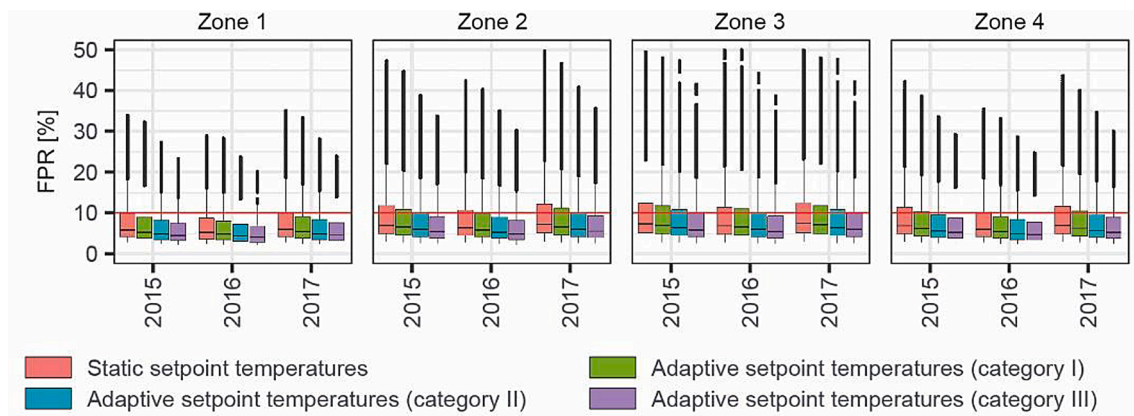 Zone 1 Zone 2 Zone 3 Zone 4
FPR [%]
50
40
30
20
10
0
2015 2016 2017 2015 2016 2017 2015 2016 2017 2015 2016 2017
Static setpoint temperatures Adaptive setpoint temperatures (category I)
Adaptive setpoint temperatures (category II) Adaptive setpoint temperatures (category III)